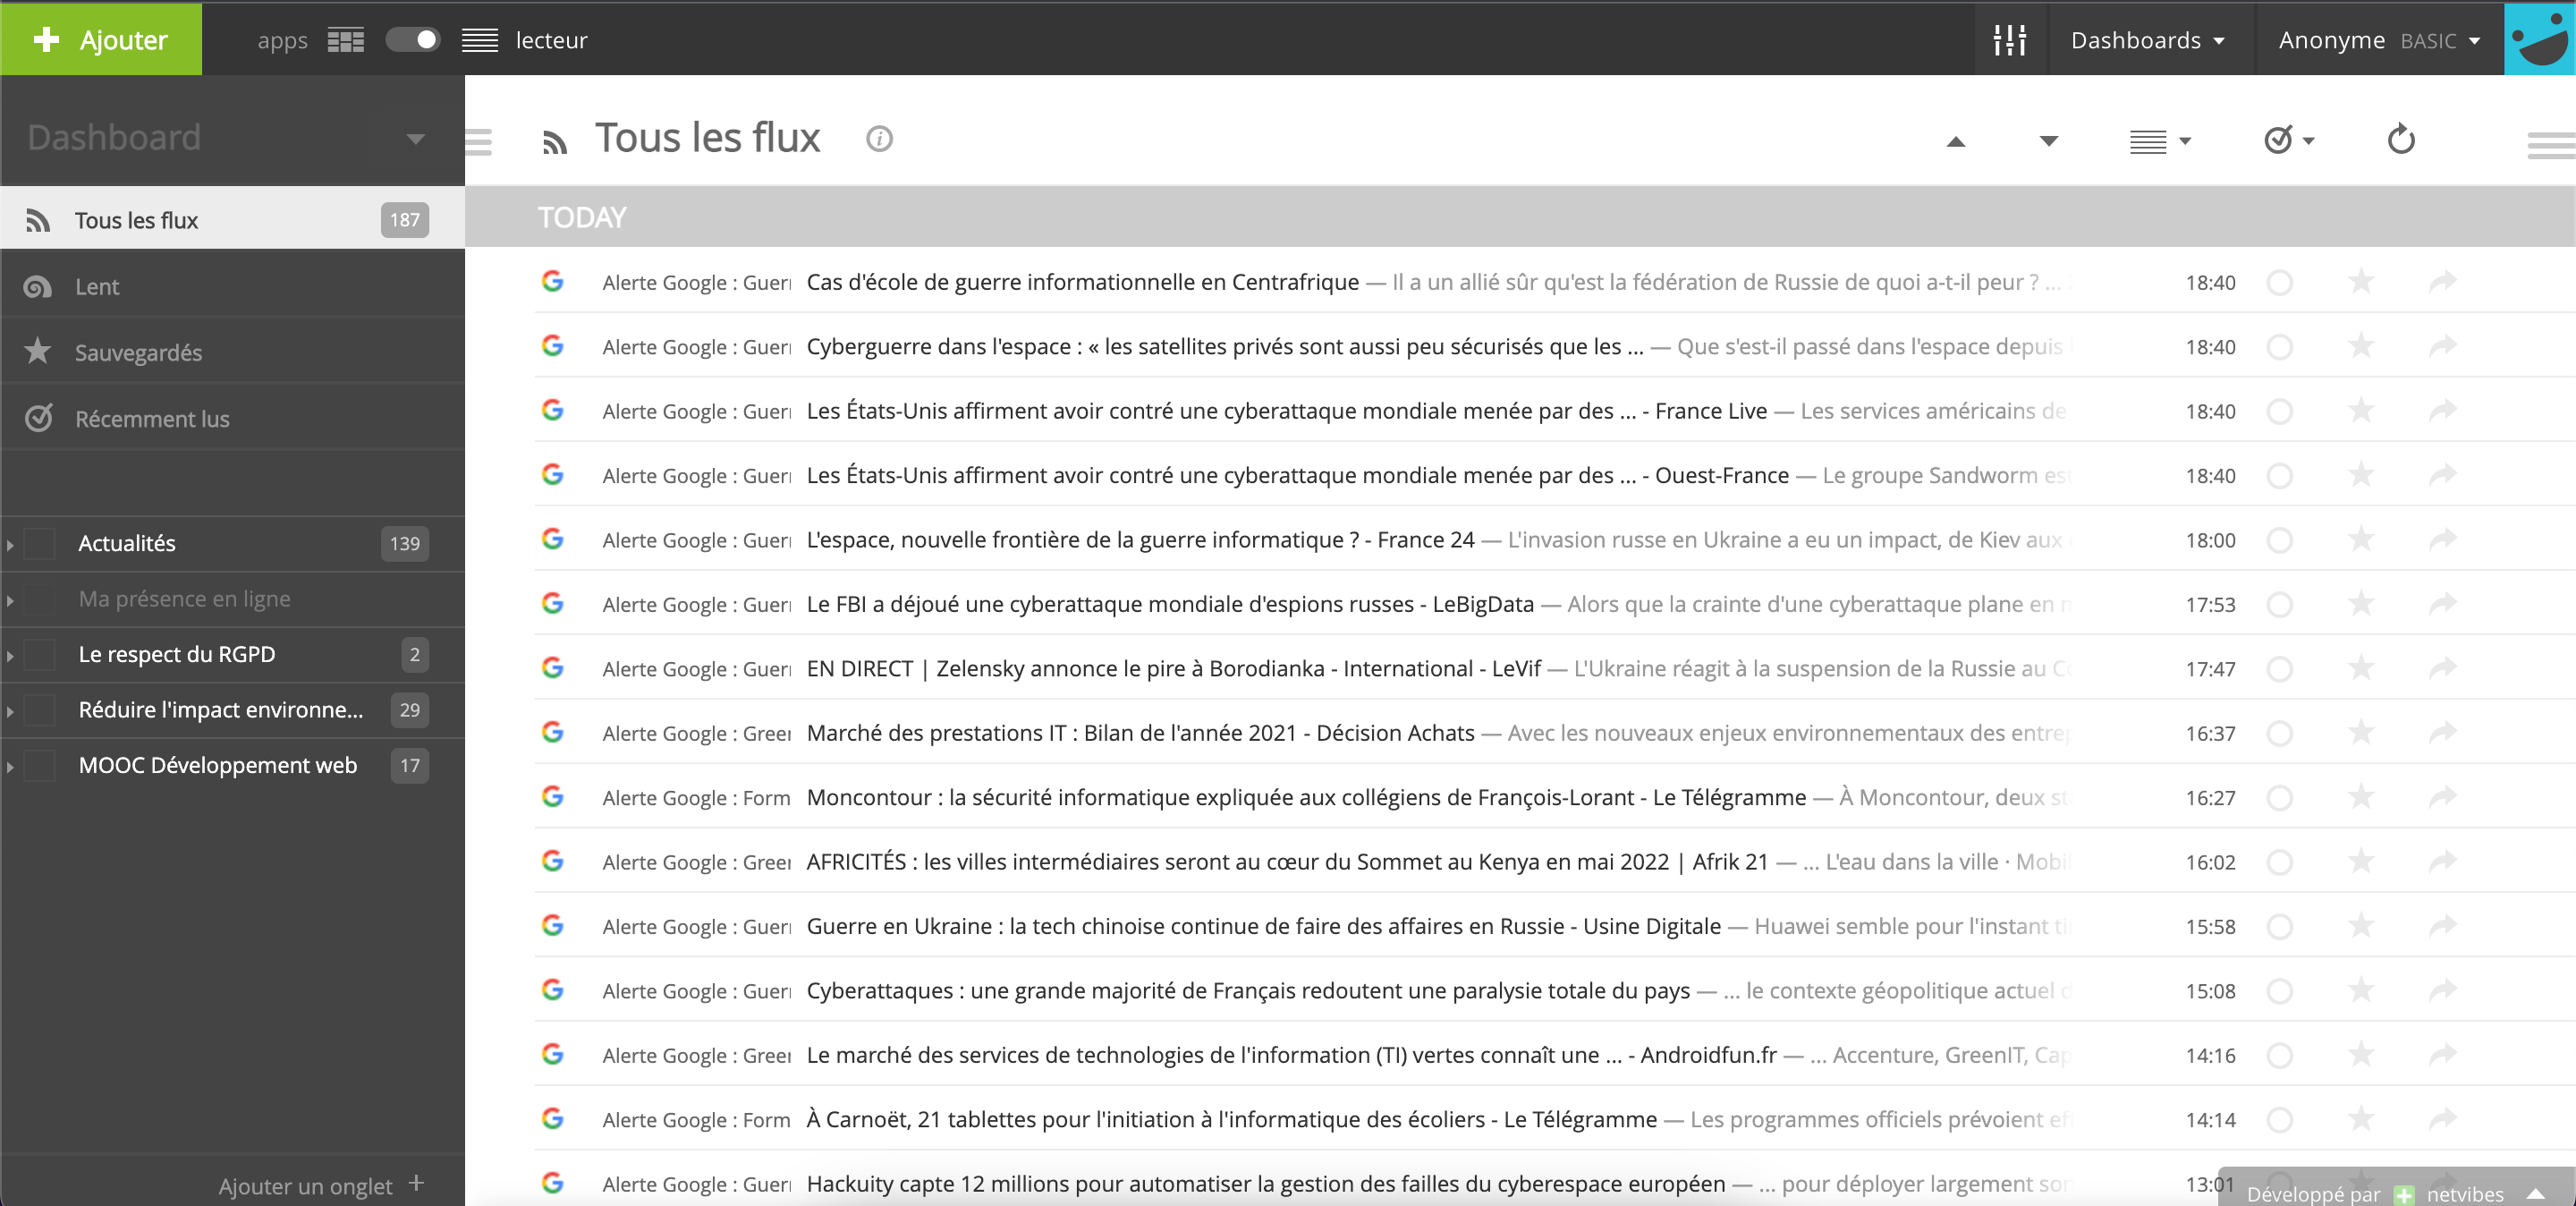 Ajouter apps lecteur Dashboards Anonyme BASIC
Dashboard
Tous les flux
Tous les flux 187
TODAY
Lent
Sauvegardés
Récemment lus
Actualités 139
Ma présence en ligne
Le respect du RGPD 2
Réduire l'impact environne... 29
MOOC Développement web 17
Ajouter un onglet +
Alerte Google : Cas d'école de guerre informationnelle en Centrafrique — Il a un allié sûr qu'est la fédération de Russie de quoi a-t-il peur ? ... 18:40
Alerte Google : Cyberguerre dans l'espace : « les satellites privés sont aussi peu sécurisés que les ... — Que s'est-il passé dans l'espace depuis 18:40
Alerte Google : Les États-Unis affirment avoir contré une cyberattaque mondiale menée par des ... - France Live — Les services américains de 18:40
Alerte Google : Les États-Unis affirment avoir contré une cyberattaque mondiale menée par des ... - Ouest-France — Le groupe Sandworm est 18:40
Alerte Google : L'espace, nouvelle frontière de la guerre informatique ? - France 24 — L'invasion russe en Ukraine a eu un impact, de Kiev aux 18:00
Alerte Google : Le FBI a déjoué une cyberattaque mondiale d'espions russes - LeBigData — Alors que la crainte d'une cyberattaque plane en 17:53
Alerte Google : EN DIRECT | Zelensky annonce le pire à Borodianka - International - LeVif — L'Ukraine réagit à la suspension de la Russie au 17:47
Alerte Google : Marché des prestations IT : Bilan de l'année 2021 - Décision Achats — Avec les nouveaux enjeux environnementaux des 16:37
Alerte Google : Form Moncontour : la sécurité informatique expliquée aux collégiens de François-Lorant - Le Télégramme — À Moncontour, deux 16:27
Alerte Google : AFRICITÉS : les villes intermédiaires seront au cœur du Sommet au Kenya en mai 2022 | Afrik 21 — ... L'eau dans la ville · 16:02
Alerte Google : Guerre en Ukraine : la tech chinoise continue de faire des affaires en Russie - Usine Digitale — Huawei semble pour l'instant 15:58
Alerte Google : Cyberattaques : une grande majorité de Français redoutent une paralysie totale du pays — ... le contexte géopolitique actuel 15:08
Alerte Google : Le marché des services de technologies de l'information (TI) vertes connaît une ... - Androidfun.fr — ... Accenture, GreenIT, 14:16
Alerte Google : Form À Carnoët, 21 tablettes pour l'initiation à l'informatique des écoliers - Le Télégramme — Les programmes officiels prévoient 14:14
Alerte Google : Hackuity capte 12 millions pour automatiser la gestion des failles du cyberespace européen — ... pour déployer largement 13:01
Développé par netvibes